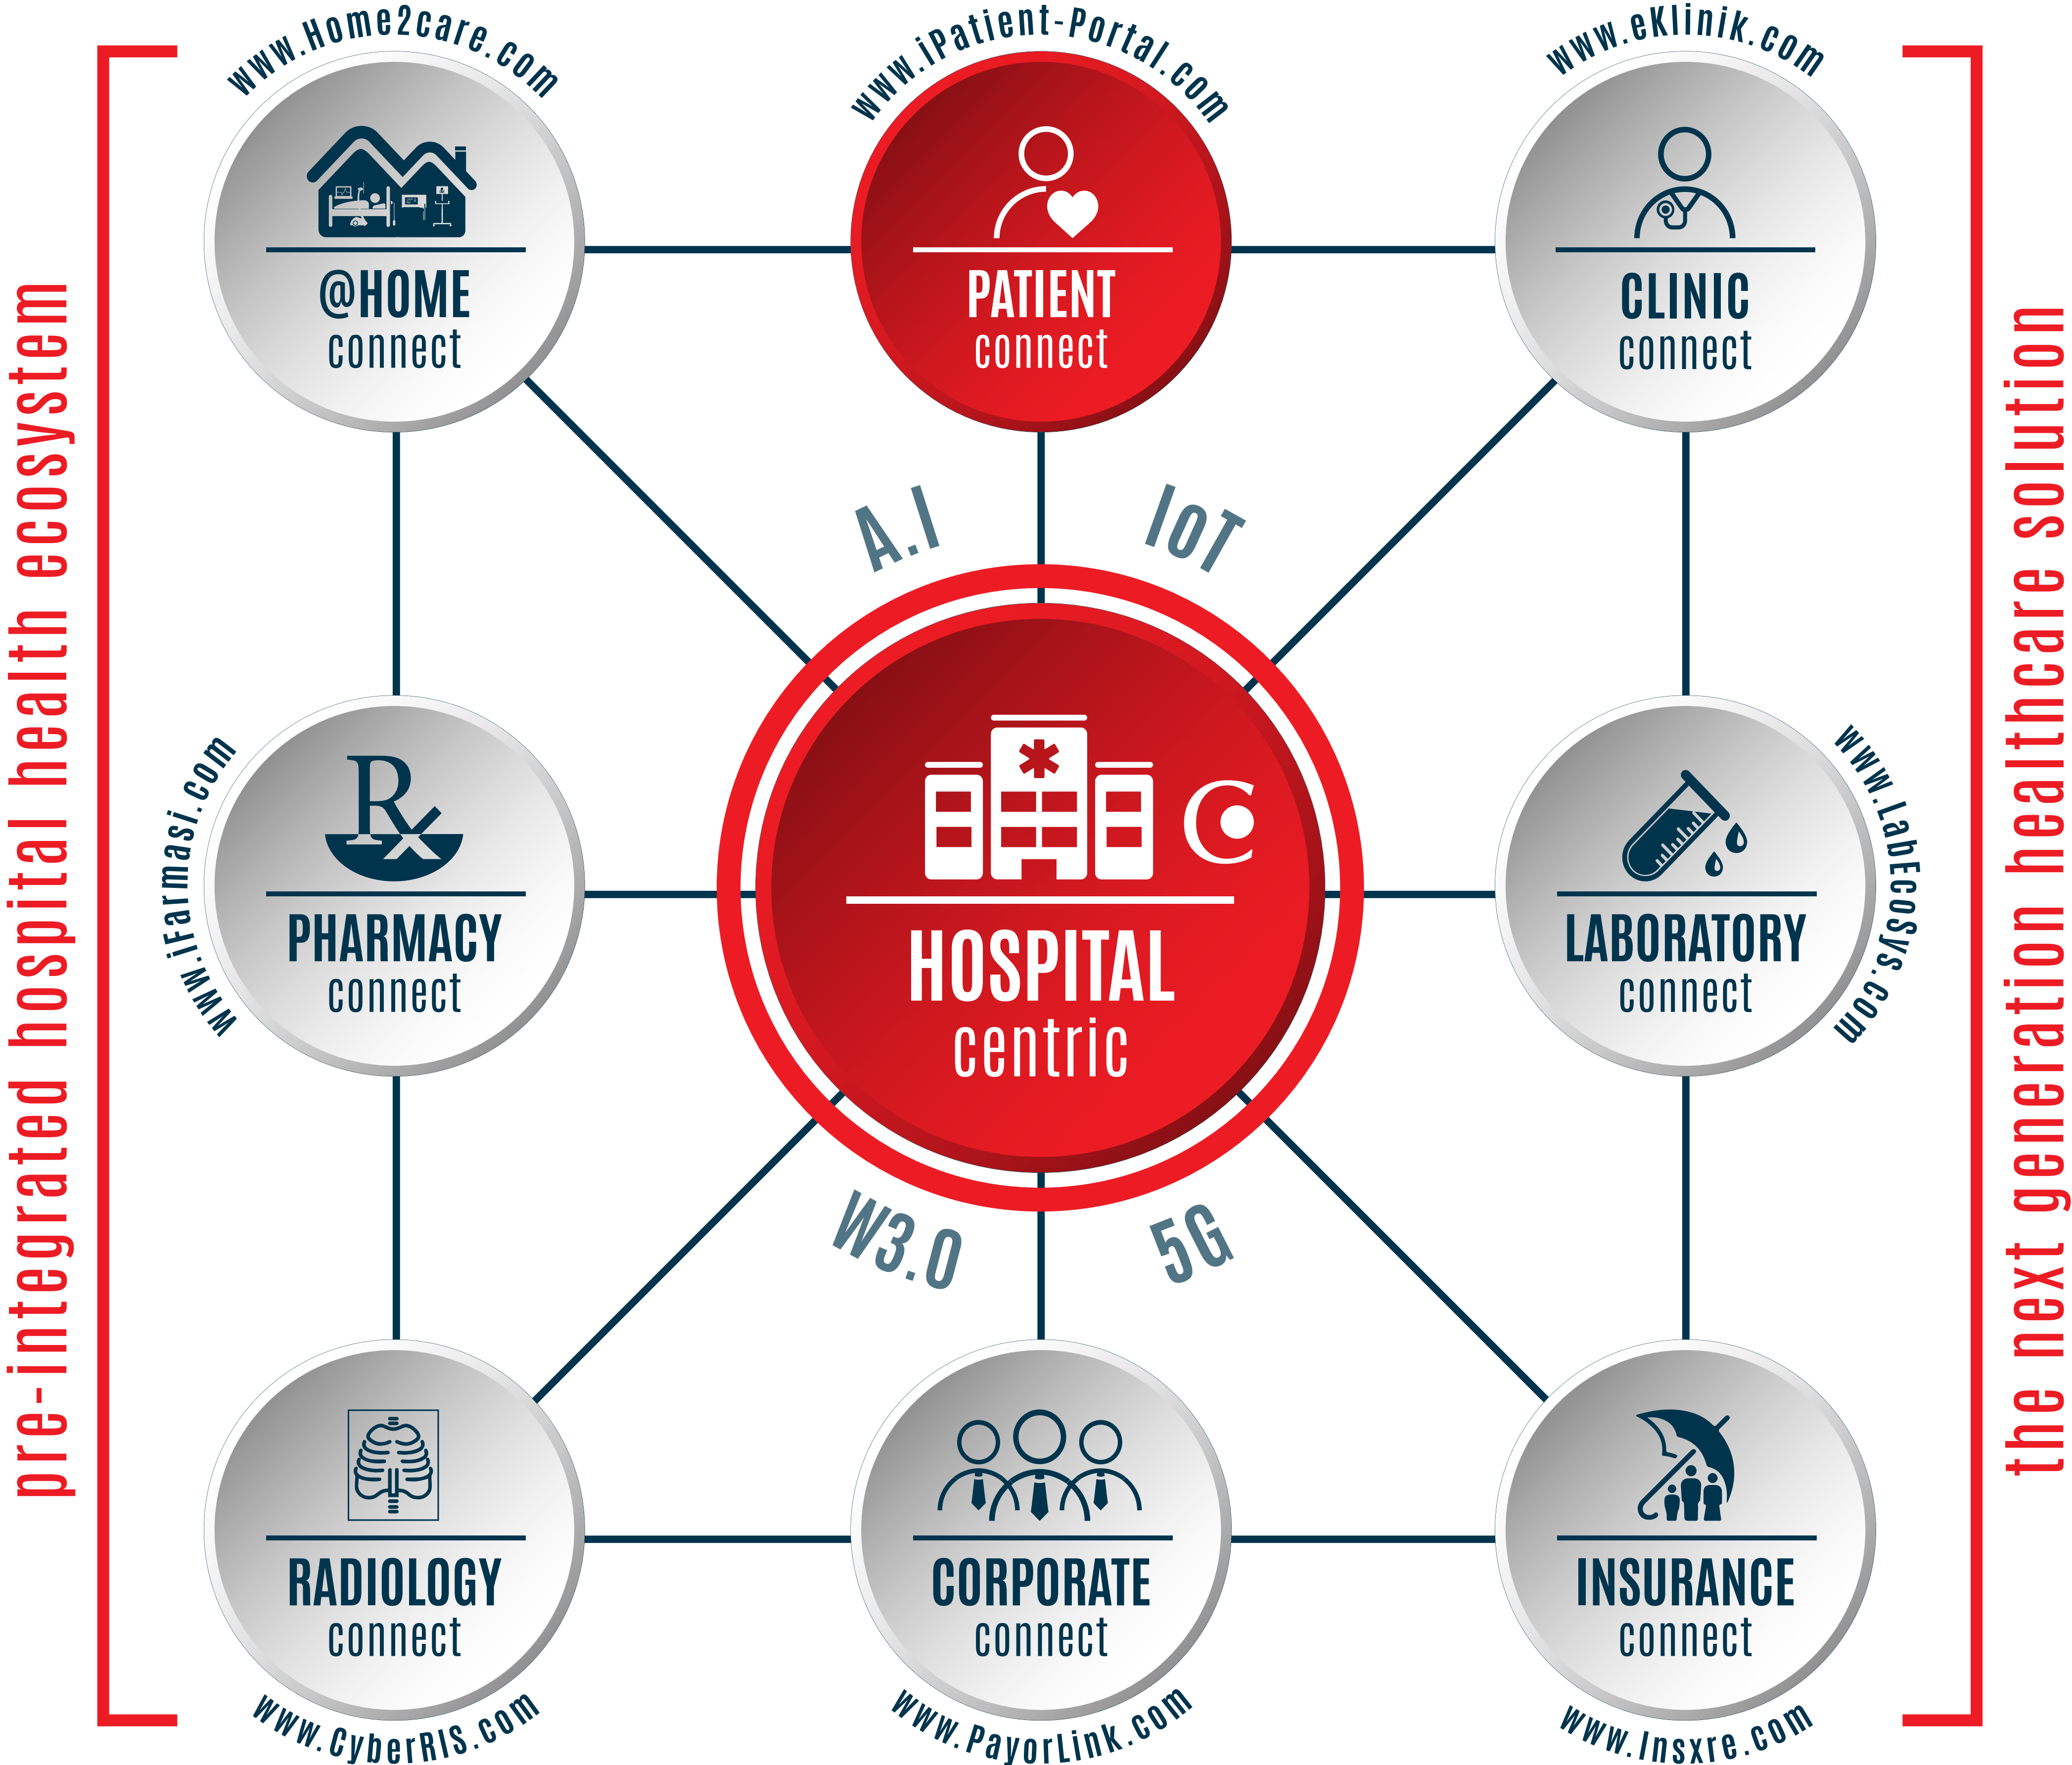 www.Home2care.com
@HOME
connect
www.iPatient-Portal.com
PATIENT
connect
www.eKlinik.com
CLINIC
connect
pre-integrated hospital health ecosystem
the next generation healthcare solution
A.I
IoT
www.iFarmasi.com
Rx
PHARMACY
connect
C
HOSPITAL
centric
www.LabEcoSys.com
LABORATORY
connect
W3.0
5G
RADIOLOGY
connect
www.CyberRIS.com
CORPORATE
connect
www.PayorLink.com
INSURANCE
connect
www.Insxre.com